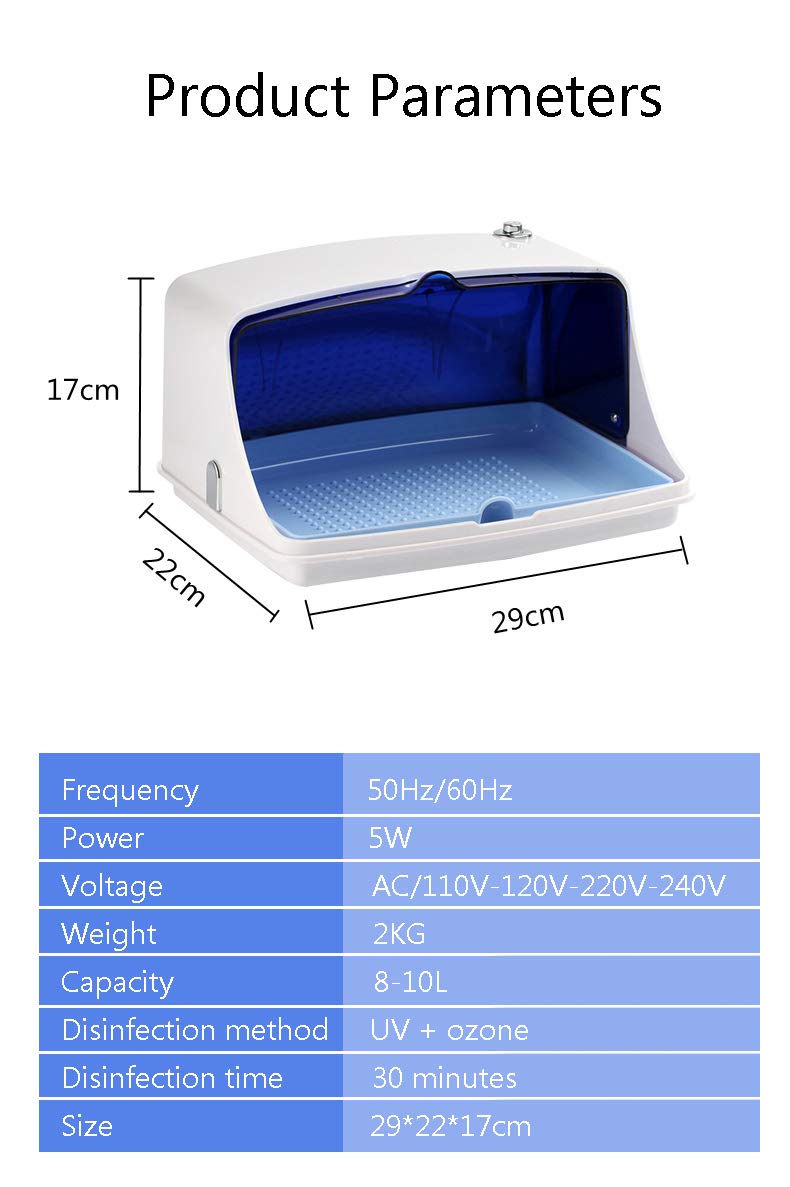 Product Parameters
17cm
22cm
29cm
Frequency 50Hz/60Hz
Power 5W
Voltage AC/110V-120V-220V-240V
Weight 2KG
Capacity 8-10L
Disinfection method UV + ozone
Disinfection time 30 minutes
Size 29*22*17cm